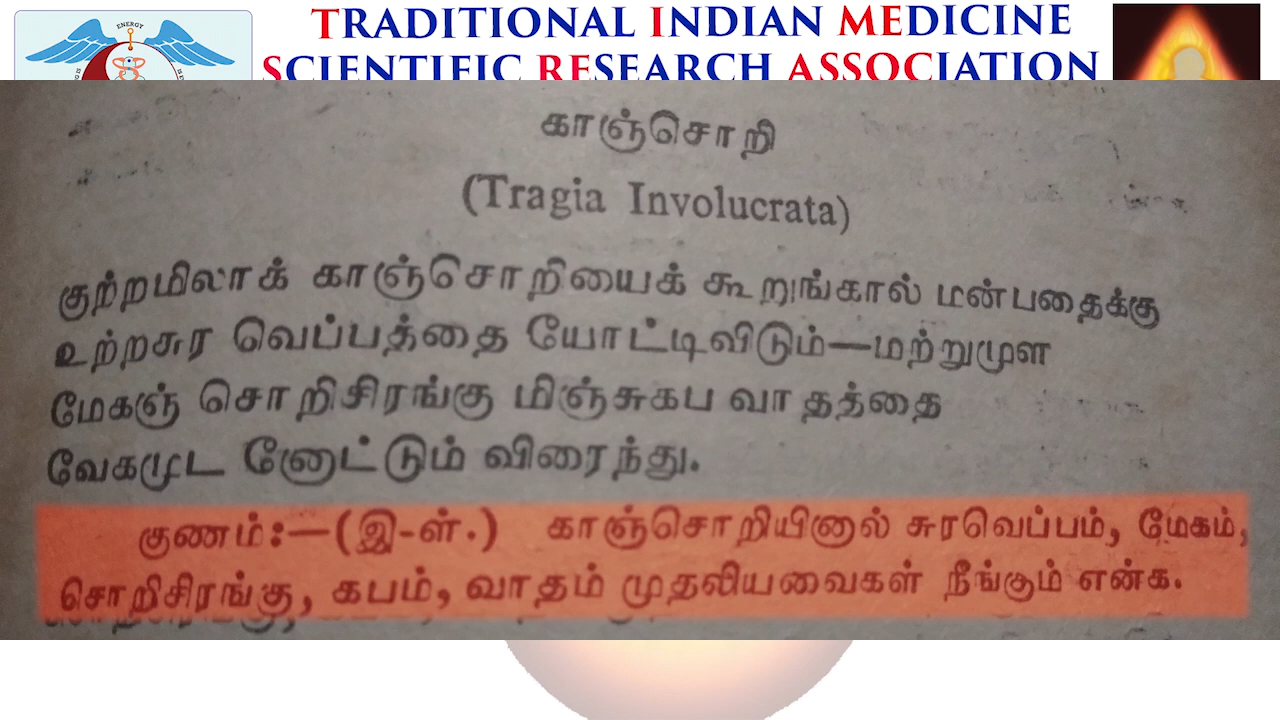 ENERGY
TRADITIONAL INDIAN MEDICINE
SCIENTIFIC RESEARCH ASSOCIATION
காஞ்சொறி
(Tragia Involucrata)
குற்றமிலாக் காஞ்சொறியைக் கூறுங்கால் மன்பதைக்கு
உற்றசுர வெப்பத்தை யோட்டிவிடும்—மற்றுமுள
மேகஞ் சொறிசிரங்கு மிஞ்சுகப வாதத்தை
வேகமுட னோட்டும் விரைந்து.
குணம்:—(இ-ள்.) காஞ்சொறியினால் சுரவெப்பம், மேகம்,
சொறிசிரங்கு, கபம், வாதம் முதலியவைகள் நீங்கும் என்க.